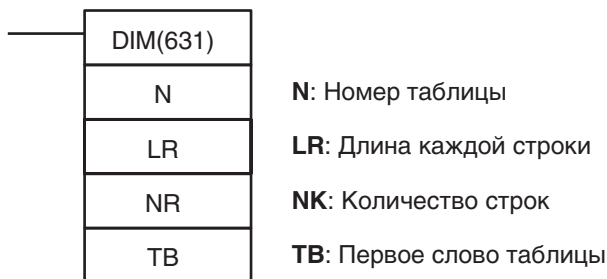 DIM(631)
N
N: Номер таблицы
LR
LR: Длина каждой строки
NR
NK: Количество строк
TB
TB: Первое слово таблицы